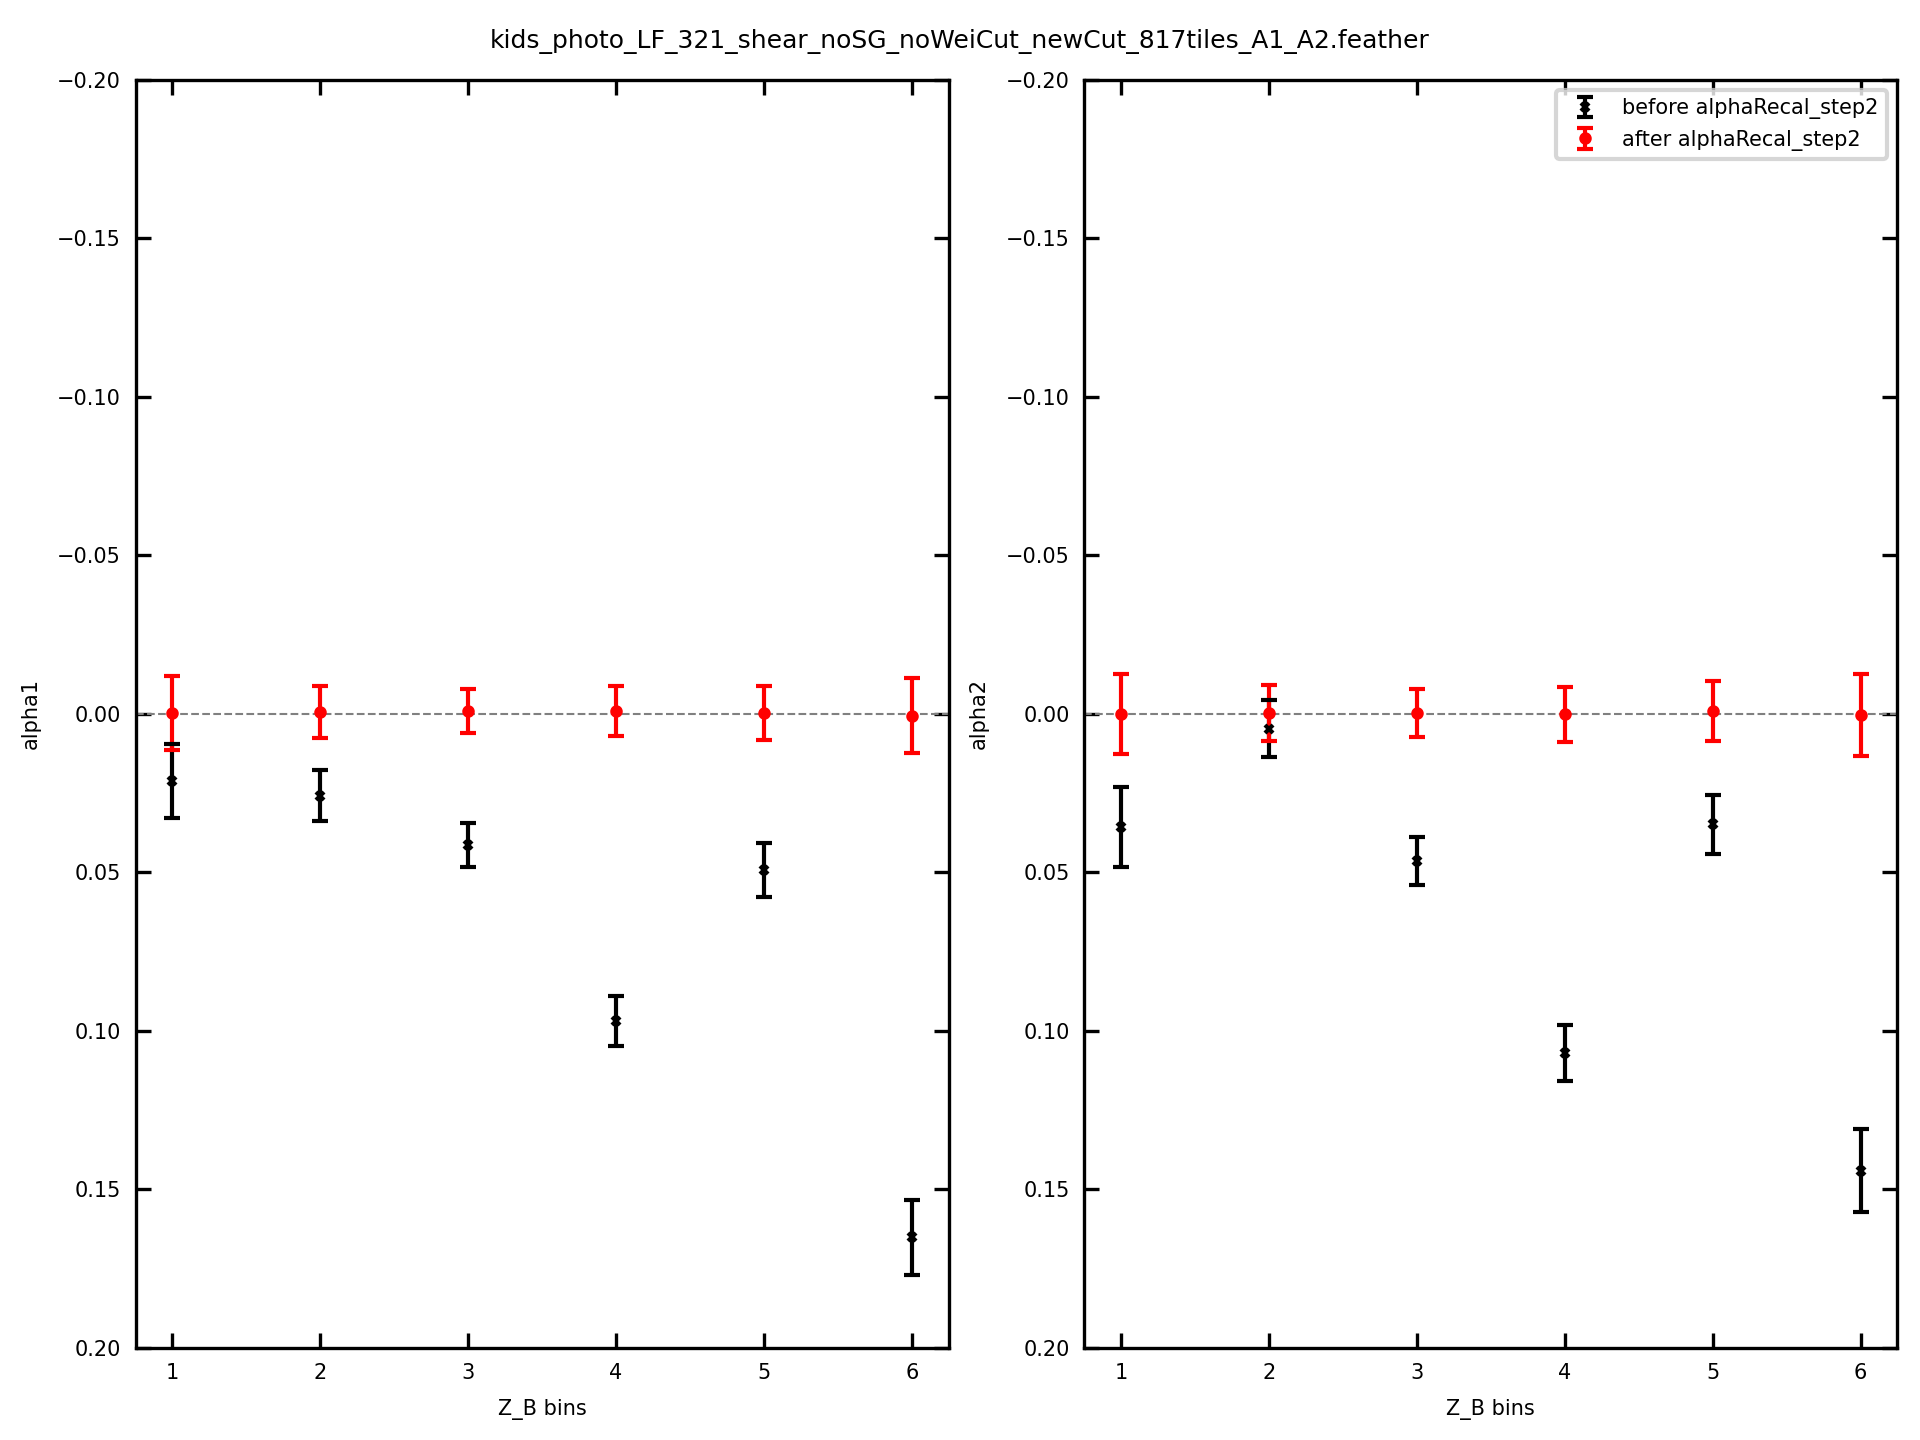 kids_photo_LF_321_shear_noSG_noWeiCut_newCut_817tiles_A1_A2.feather
−0.20
−0.15
−0.10
−0.05
0.00
0.05
0.10
0.15
0.20
alpha1
1 2 3 4 5 6
Z_B bins
−0.20
−0.15
−0.10
−0.05
0.00
0.05
0.10
0.15
0.20
alpha2
before alphaRecal_step2
after alphaRecal_step2
1 2 3 4 5 6
Z_B bins